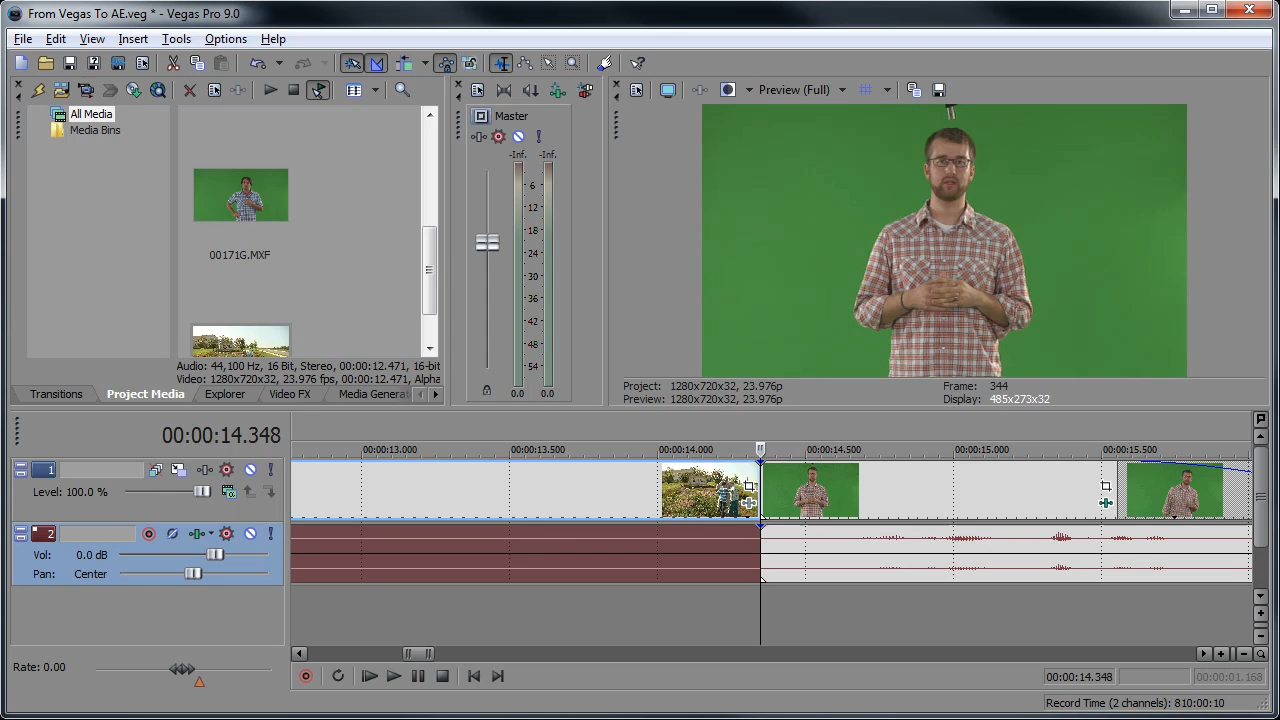 From Vegas To AE.veg * - Vegas Pro 9.0
File Edit View Insert Tools Options Help
Preview (Full)
All Media
Media Bins
00171G.MXF
Audio: 44,100 Hz, 16 Bit, Stereo, 00:00:12.471, 16-bit
Video: 1280x720x32, 23.976 fps, 00:00:12.471, Alpha
Transitions Project Media Explorer Video FX Media Generat
Master
-Inf. -Inf.
6
12
18
24
30
36
42
48
54
0.0 0.0
Project: 1280x720x32, 23.976p
Frame: 344
Preview: 1280x720x32, 23.976p
Display: 485x273x32
00:00:14.348
00:00:13.000 00:00:13.500 00:00:14.000 00:00:14.500 00:00:15.000 00:00:15.500
1
Level: 100.0 %
2
Vol: 0.0 dB
Pan: Center
Rate: 0.00
00:00:14.348 00:00:01.168
Record Time (2 channels): 810:00:10